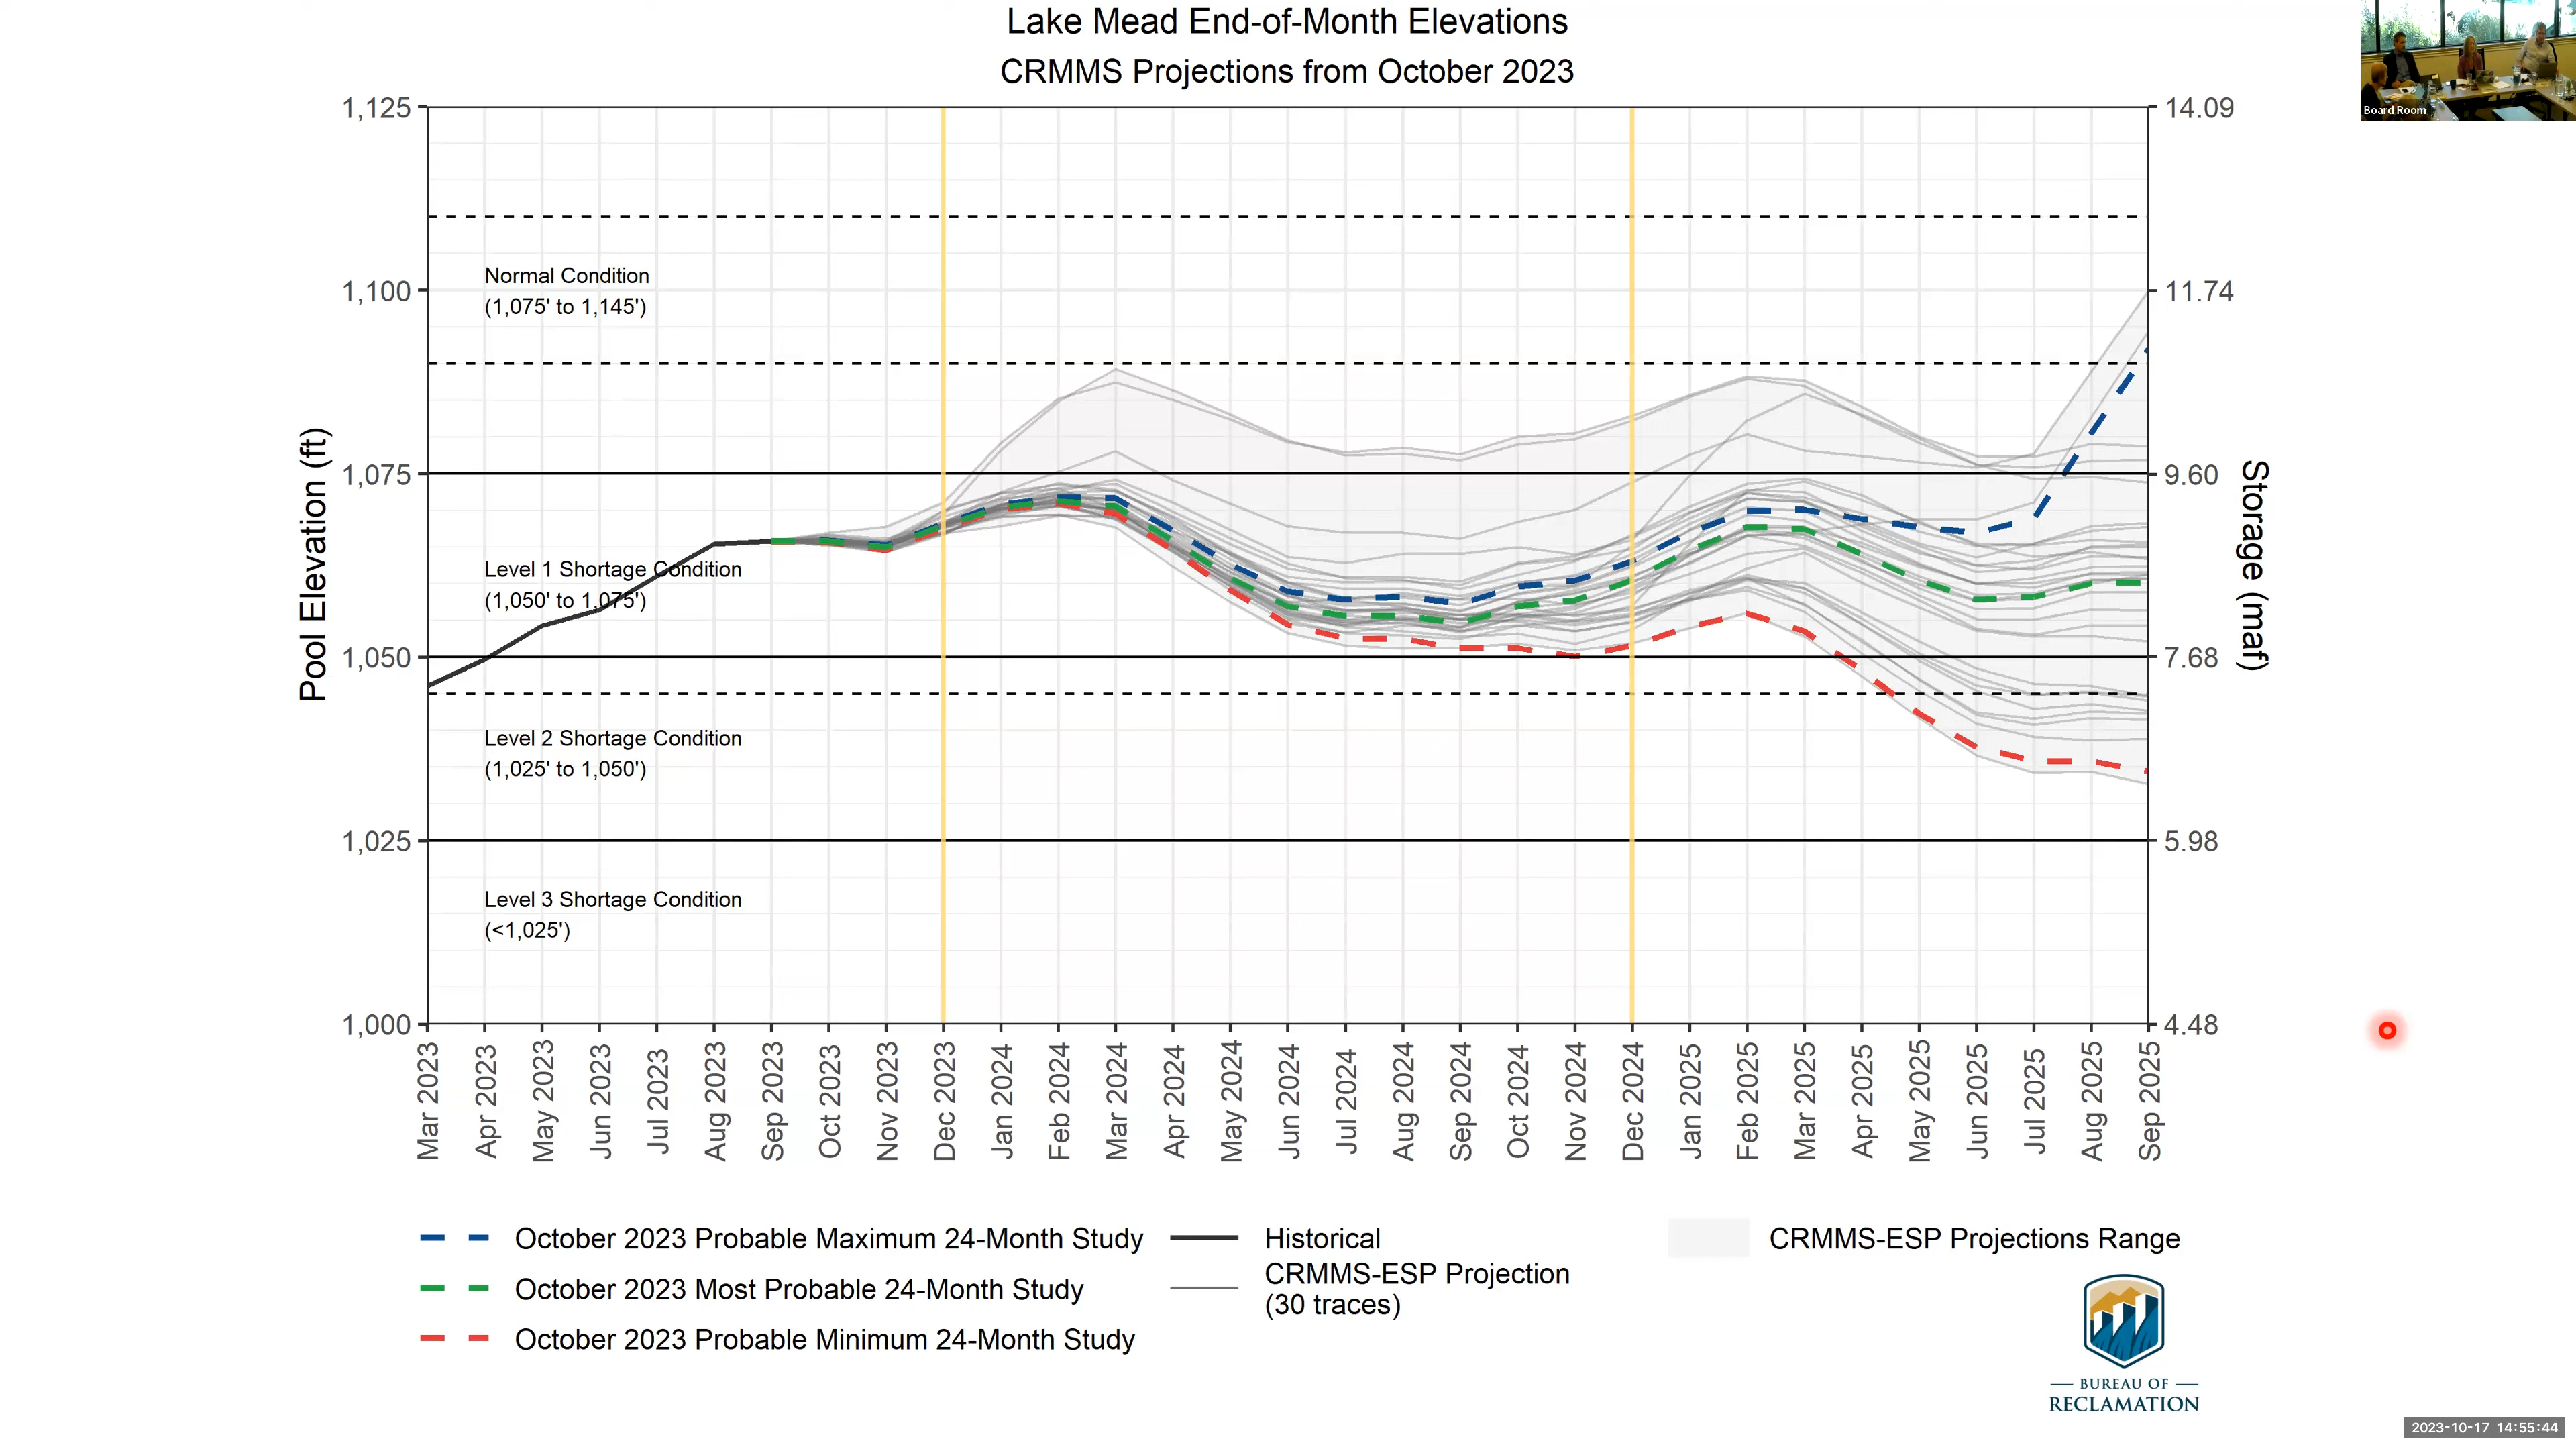 Lake Mead End-of-Month Elevations
CRMMS Projections from October 2023
Board Room
1,125
1,100
1,075
1,050
1,025
1,000
Pool Elevation (ft)
14.09
11.74
9.60
7.68
5.98
4.48
Storage (maf)
Normal Condition
(1,075' to 1,145')
Level 1 Shortage Condition
(1,050' to 1,075')
Level 2 Shortage Condition
(1,025' to 1,050')
Level 3 Shortage Condition
(<1,025')
Mar 2023
Apr 2023
May 2023
Jun 2023
Jul 2023
Aug 2023
Sep 2023
Oct 2023
Nov 2023
Dec 2023
Jan 2024
Feb 2024
Mar 2024
Apr 2024
May 2024
Jun 2024
Jul 2024
Aug 2024
Sep 2024
Oct 2024
Nov 2024
Dec 2024
Jan 2025
Feb 2025
Mar 2025
Apr 2025
May 2025
Jun 2025
Jul 2025
Aug 2025
Sep 2025
October 2023 Probable Maximum 24-Month Study
October 2023 Most Probable 24-Month Study
October 2023 Probable Minimum 24-Month Study
Historical
CRMMS-ESP Projection
(30 traces)
CRMMS-ESP Projections Range
BUREAU OF
RECLAMATION
2023-10-17 14:55:44